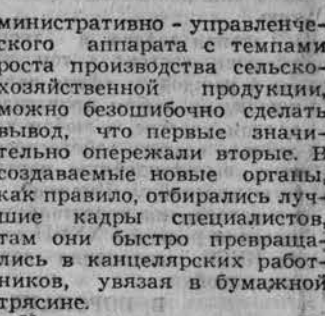 министративно - управленче-
ского аппарата с темпами
роста производства сельско-
хозяйственной продукции,
можно безошибочно сделать
вывод, что первые значи-
тельно опережали вторые. В
создаваемые новые органы,
как правило, отбирались луч-
шие кадры специалистов,
там они быстро превраща-
лись в канцелярских работ-
ников, увязая в бумажной
трясине.